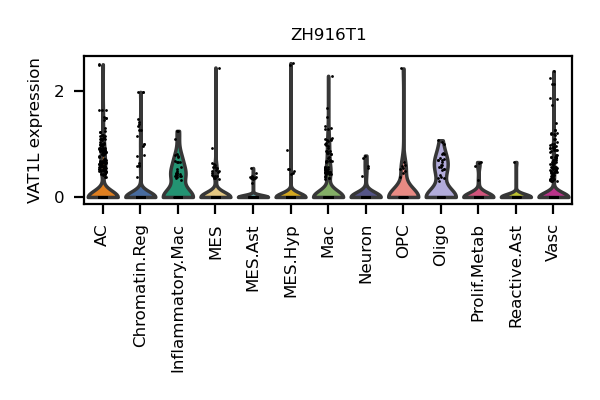 ZH916T1
VAT1L expression
2
0
AC
Chromatin.Reg
Inflammatory.Mac
MES
MES.Ast
MES.Hyp
Mac
Neuron
OPC
Oligo
Prolif.Metab
Reactive.Ast
Vasc